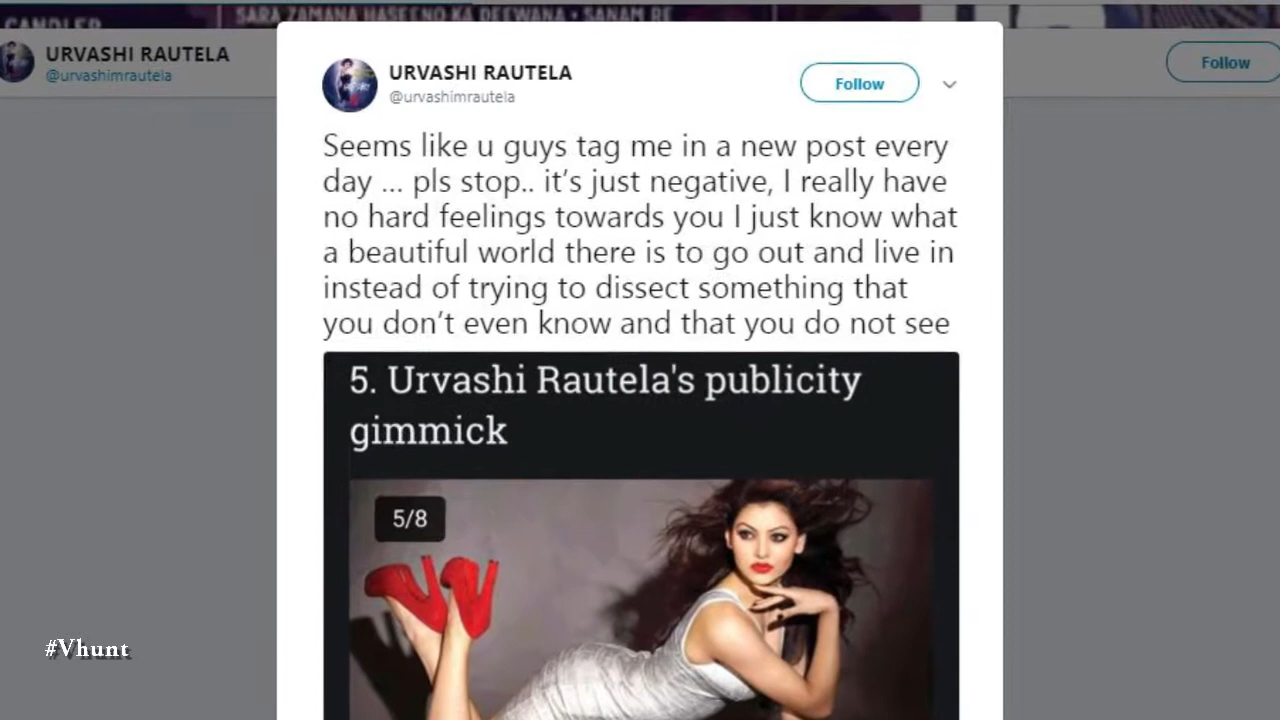 CANDLER
SARA ZAMANA HASEENO KA DEEWANA • SANAM RE
URVASHI RAUTELA
@urvashimrautela
Follow
URVASHI RAUTELA
@urvashimrautela
Follow
Seems like u guys tag me in a new post every
day ... pls stop.. it’s just negative, I really have
no hard feelings towards you I just know what
a beautiful world there is to go out and live in
instead of trying to dissect something that
you don’t even know and that you do not see
5. Urvashi Rautela's publicity
gimmick
5/8
#Vhunt